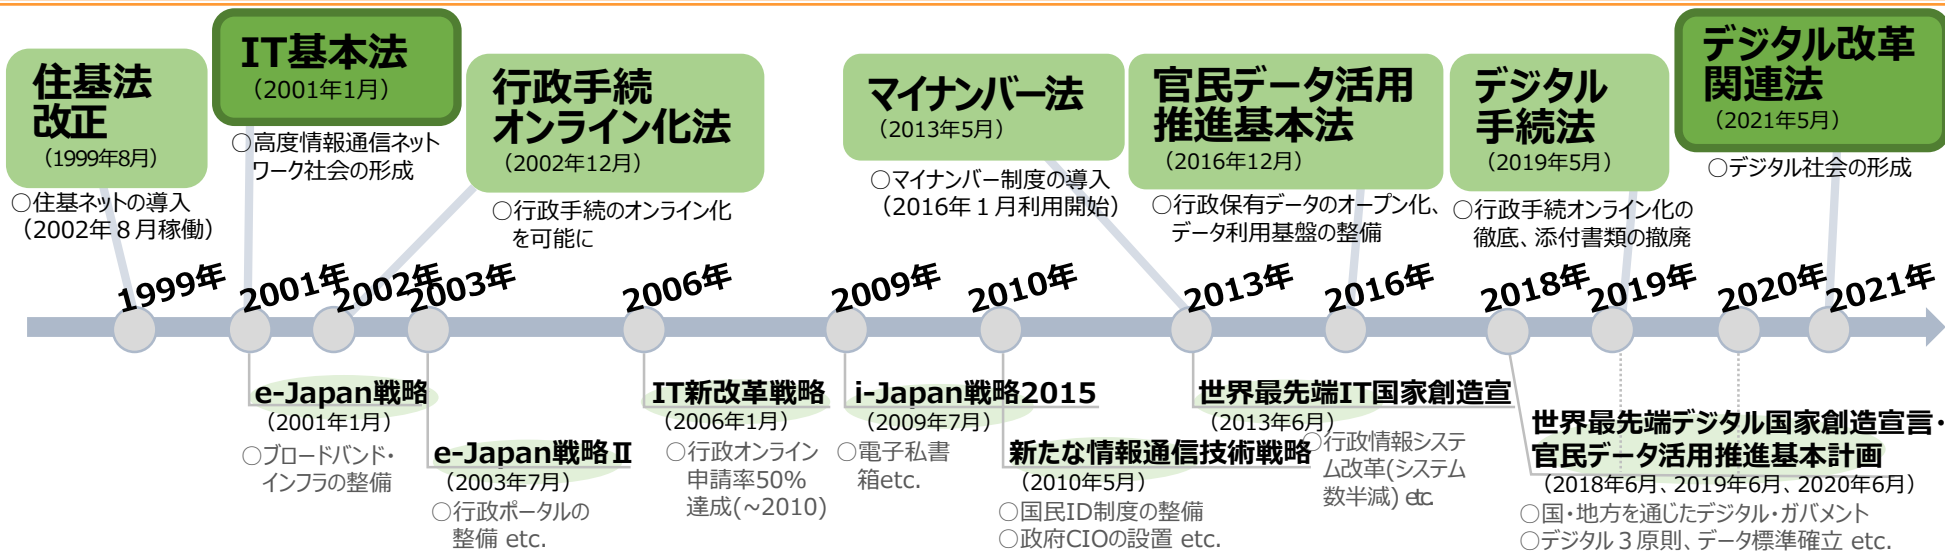 住基法
改正
（1999年8月）
○住基ネットの導入
（2002年８月稼働）
IT基本法
（2001年1月）
○高度情報通信ネット
ワーク社会の形成
行政手続
オンライン化法
（2002年12月）
○行政手続のオンライン化
を可能に
マイナンバー法
（2013年5月）
○マイナンバー制度の導入
（2016年１月利用開始）
官民データ活用
推進基本法
（2016年12月）
○行政保有データのオープン化、
データ利用基盤の整備
デジタル
手続法
（2019年5月）
○行政手続オンライン化の
徹底、添付書類の撤廃
デジタル改革
関連法
（2021年5月）
○デジタル社会の形成
1999年
2001年
2002年
2003年
2006年
2009年
2010年
2013年
2016年
2018年
2019年
2020年
2021年
e-Japan戦略
（2001年1月）
○ブロードバンド・
インフラの整備
e-Japan戦略Ⅱ
（2003年7月）
○行政ポータルの
整備 etc.
IT新改革戦略
（2006年1月）
○行政オンライン
申請率50%
達成(~2010)
i-Japan戦略2015
（2009年7月）
○電子私書
箱etc.
新たな情報通信技術戦略
（2010年5月）
○国民ID制度の整備
○政府CIOの設置 etc.
世界最先端IT国家創造宣
（2013年6月）
○行政情報システ
ム改革(システム
数半減) etc.
世界最先端デジタル国家創造宣言・
官民データ活用推進基本計画
（2018年6月、2019年6月、2020年6月）
○国・地方を通じたデジタル・ガバメント
○デジタル３原則、データ標準確立 etc.